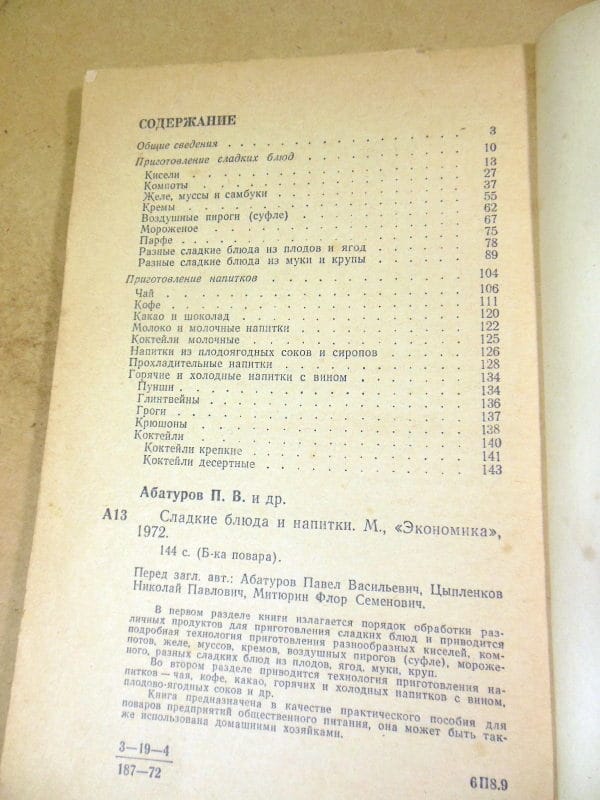 СОДЕРЖАНИЕ
Общие сведения . . . . . . . . . . 3
Приготовление сладких блюд . . . . . . . . 10
Кисели . . . . . . . . . . . 13
Компоты . . . . . . . . . . . 27
Желе, муссы и самбуки . . . . . . . . 37
Кремы . . . . . . . . . . . 55
Воздушные пироги (суфле) . . . . . . . 62
Мороженое . . . . . . . . . . 67
Парфе . . . . . . . . . . . 75
Разные сладкие блюда из плодов и ягод . . . . 78
Разные сладкие блюда из муки и крупы . . . . 89
Приготовление напитков . . . . . . . . 104
Чай . . . . . . . . . . . . 106
Кофе . . . . . . . . . . . . 111
Какао и шоколад . . . . . . . . . 120
Молоко и молочные напитки . . . . . . . 122
Коктейли молочные . . . . . . . . . 125
Напитки из плодоягодных соков и сиропов . . . . 126
Прохладительные напитки . . . . . . . . 128
Горячие и холодные напитки с вином . . . . . 134
Пунши . . . . . . . . . . . 134
Глинтвейны . . . . . . . . . . 136
Гроги . . . . . . . . . . . 137
Крюшоны . . . . . . . . . . . 138
Коктейли . . . . . . . . . . 140
Коктейли крепкие . . . . . . . . 141
Коктейли десертные . . . . . . . . 143
Абатуров П. В. и др.
А13 Сладкие блюда и напитки. М., «Экономика»,
1972.
144 с. (Б-ка повара).
Перед загл. авт.: Абатуров Павел Васильевич, Цыпленков
Николай Павлович, Митюрин Флор Семенович.
В первом разделе книги излагается порядок обработки раз-
личных продуктов для приготовления сладких блюд и приводится
подробная технология приготовления разнообразных киселей, ком-
потов, желе, муссов, кремов, воздушных пирогов (суфле), мороже-
ного, разных сладких блюд из плодов, ягод, муки, круп.
Во втором разделе приводится технология приготовления на-
питков — чая, кофе, какао, горячих и холодных напитков с вином,
плодово-ягодных соков и др.
Книга предназначена в качестве практического пособия для
поваров предприятий общественного питания, она может быть так-
же использована домашними хозяйками.
3—19—4
187—72
6П8.9